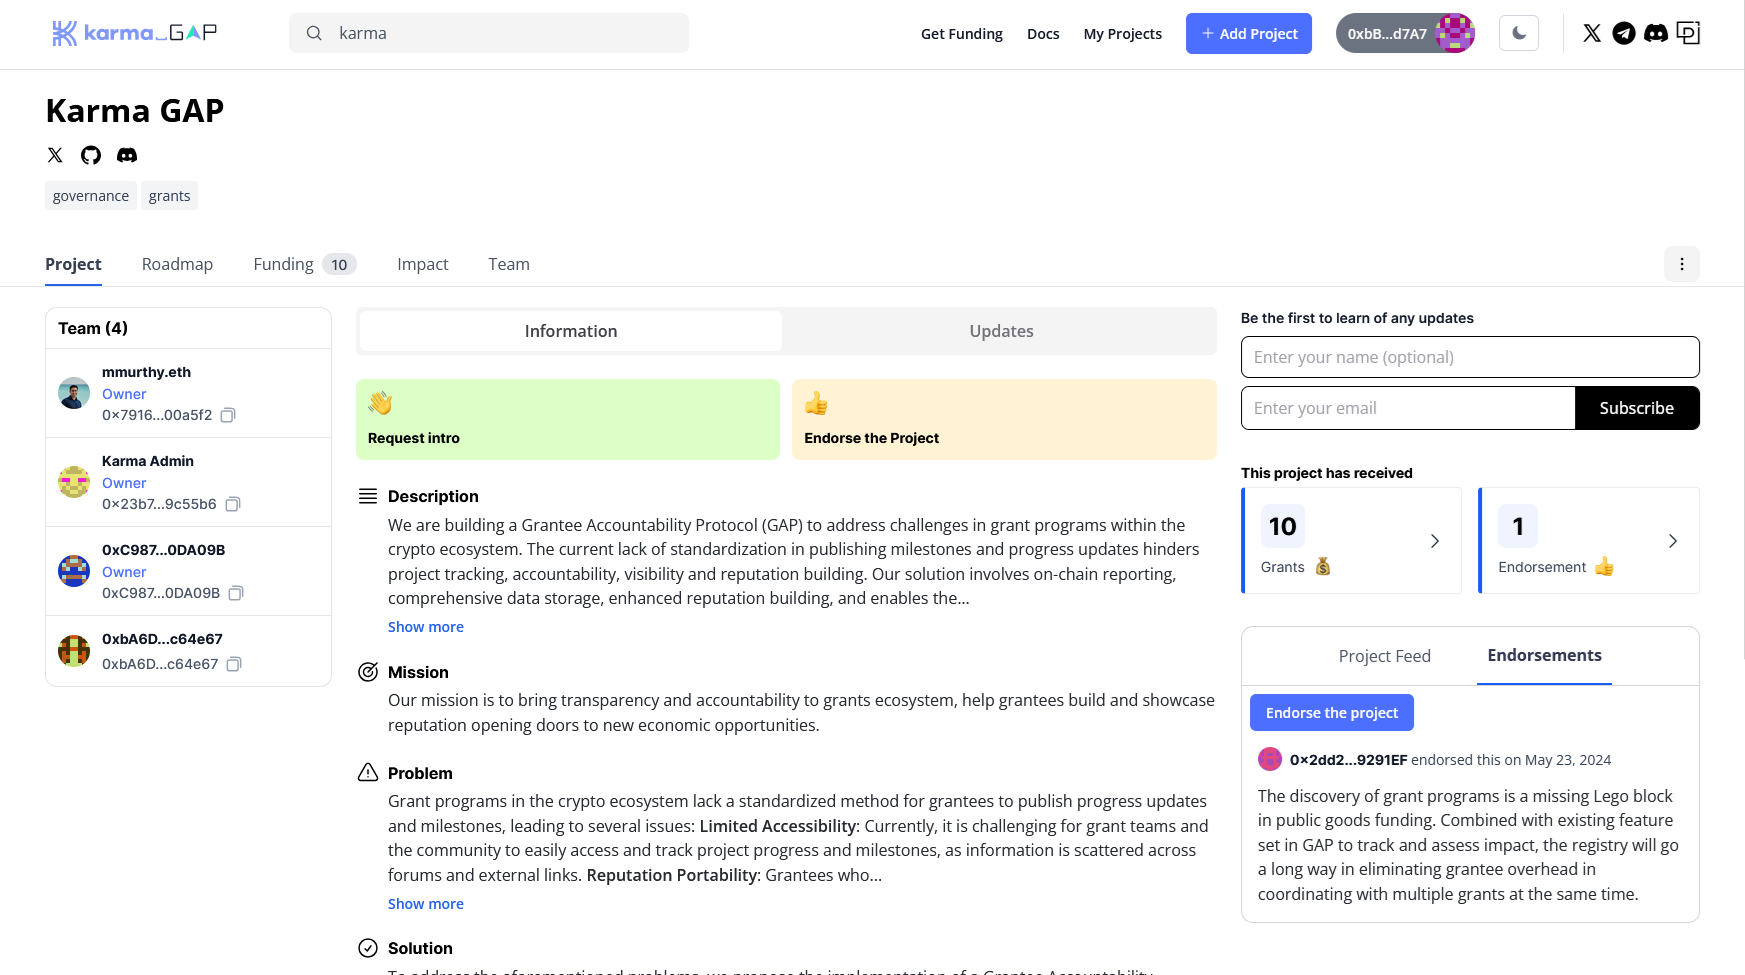 karma GAP
karma
Get Funding
Docs
My Projects
+ Add Project
0xbB...d7A7
Karma GAP
governance
grants
Project
Roadmap
Funding 10
Impact
Team
Team (4)
mmurthy.eth
Owner
0x7916...00a5f2
Karma Admin
Owner
0x23b7...9c55b6
0xC987...0DA09B
Owner
0xC987...0DA09B
0xbA6D...c64e67
0xbA6D...c64e67
Information
Updates
Request intro
Endorse the Project
Description
We are building a Grantee Accountability Protocol (GAP) to address challenges in grant programs within the
crypto ecosystem. The current lack of standardization in publishing milestones and progress updates hinders
project tracking, accountability, visibility and reputation building. Our solution involves on-chain reporting,
comprehensive data storage, enhanced reputation building, and enables the...
Show more
Mission
Our mission is to bring transparency and accountability to grants ecosystem, help grantees build and showcase
reputation opening doors to new economic opportunities.
Problem
Grant programs in the crypto ecosystem lack a standardized method for grantees to publish progress updates
and milestones, leading to several issues: Limited Accessibility: Currently, it is challenging for grant teams and
the community to easily access and track project progress and milestones, as information is scattered across
forums and external links. Reputation Portability: Grantees who...
Show more
Solution
To address the aforementioned problems, we propose the implementation of a Grantee Accountability
Be the first to learn of any updates
Enter your name (optional)
Enter your email
Subscribe
This project has received
10
Grants
1
Endorsement
Project Feed
Endorsements
Endorse the project
0x2dd2...9291EF endorsed this on May 23, 2024
The discovery of grant programs is a missing Lego block
in public goods funding. Combined with existing feature
set in GAP to track and assess impact, the registry will go
a long way in eliminating grantee overhead in
coordinating with multiple grants at the same time.